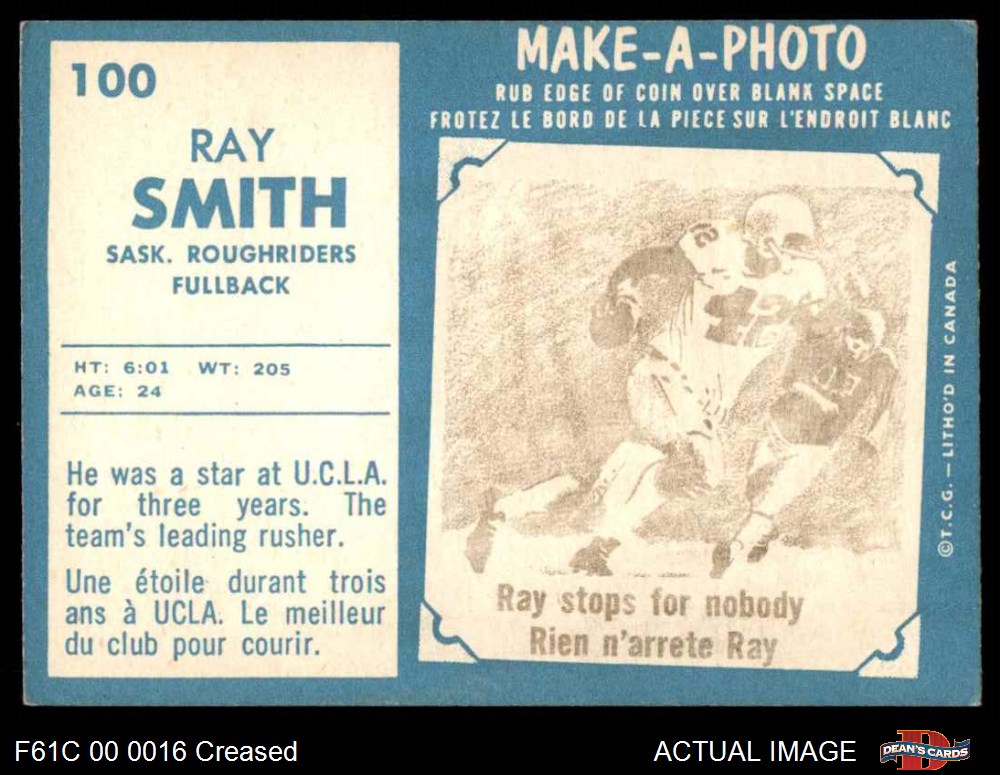 100
RAY
SMITH
SASK. ROUGHRIDERS
FULLBACK
HT: 6:01 WT: 205
AGE: 24
He was a star at U.C.L.A.
for three years. The
team's leading rusher.
Une étoile durant trois
ans à UCLA. Le meilleur
du club pour courir.
MAKE-A-PHOTO
RUB EDGE OF COIN OVER BLANK SPACE
FROTEZ LE BORD DE LA PIECE SUR L'ENDROIT BLANC
Ray stops for nobody
Rien n'arrete Ray
©T.C.G. — LITHO'D IN CANADA
F61C 00 0016 Creased
ACTUAL IMAGE
DEAN'S CARDS